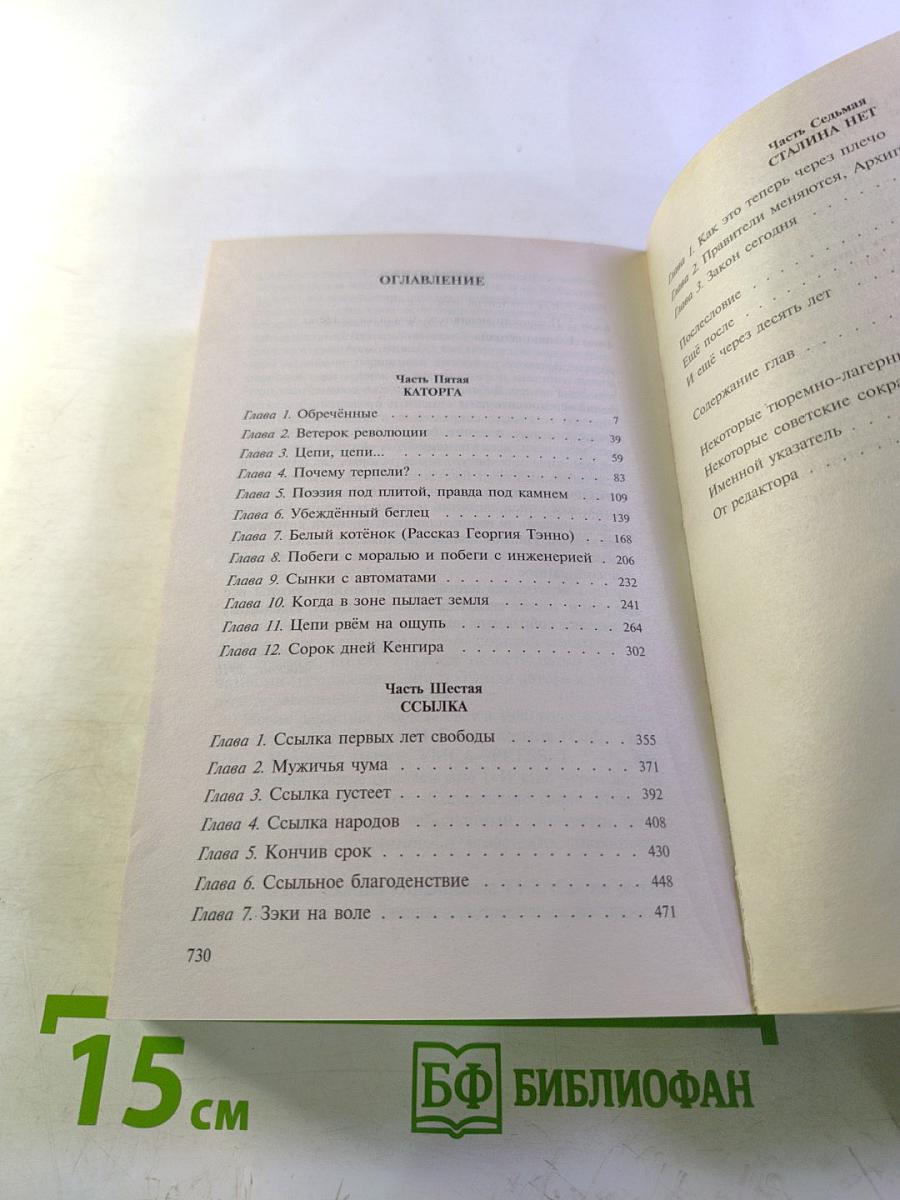 ОГЛАВЛЕНИЕ
Часть Пятая
КАТОРГА
Глава 1. Обречённые . . . . . . . . . . . . . . 7
Глава 2. Ветерок революции . . . . . . . . . . . 39
Глава 3. Цепи, цепи... . . . . . . . . . . . . . . 59
Глава 4. Почему терпели? . . . . . . . . . . . . 83
Глава 5. Поэзия под плитой, правда под камнем . . 109
Глава 6. Убеждённый беглец . . . . . . . . . . . 139
Глава 7. Белый котёнок (Рассказ Георгия Тэнно) . . 168
Глава 8. Побеги с моралью и побеги с инженерией . 206
Глава 9. Сынки с автоматами . . . . . . . . . . . 232
Глава 10. Когда в зоне пылает земля . . . . . . . 241
Глава 11. Цепи рвём на ощупь . . . . . . . . . . . 264
Глава 12. Сорок дней Кенгира . . . . . . . . . . 302
Часть Шестая
ССЫЛКА
Глава 1. Ссылка первых лет свободы . . . . . . . 355
Глава 2. Мужичья чума . . . . . . . . . . . . . . 371
Глава 3. Ссылка густеет . . . . . . . . . . . . . . 392
Глава 4. Ссылка народов . . . . . . . . . . . . . 408
Глава 5. Кончив срок . . . . . . . . . . . . . . . 430
Глава 6. Ссыльное благоденствие . . . . . . . . . 448
Глава 7. Зэки на воле . . . . . . . . . . . . . . . 471
730
Часть Седьмая
СТАЛИНА НЕТ
Глава 1. Как это теперь через плечо
Глава 2. Правители меняются, Архип
Глава 3. Закон сегодня . . . . .
Послесловие . . . . . .
Ещё после . . . . . .
И ещё через десять лет . . . .
Содержание глав . . . . .
Некоторые тюремно-лагерны
Некоторые советские сокра
Именной указатель . . .
От редактора . . . . .
15 см
БФ БИБЛИОФАН